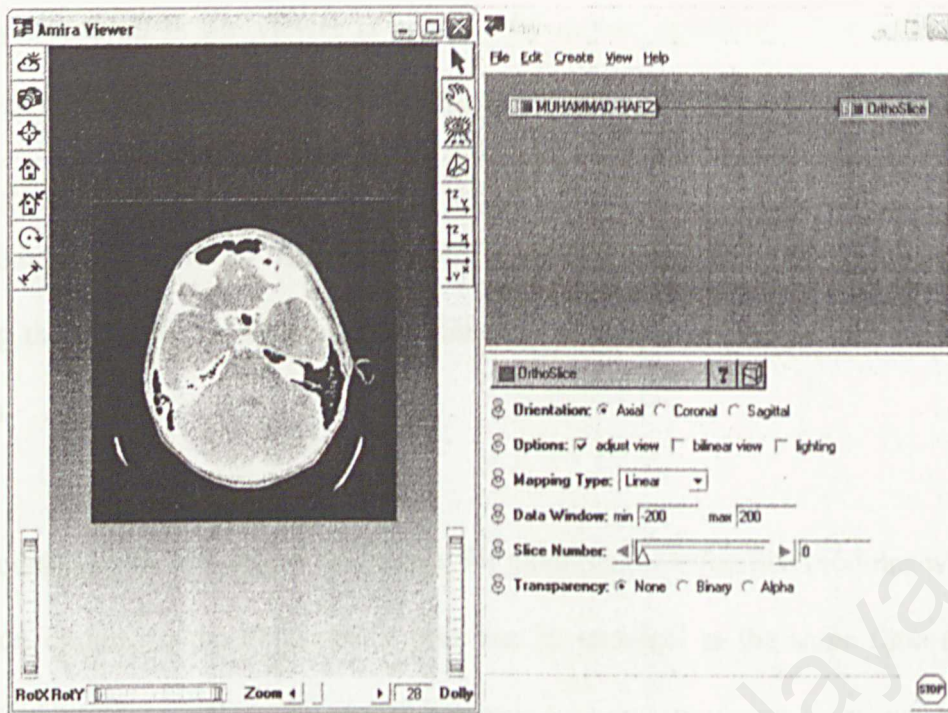 Amira Viewer
File Edit Create View Help
MUHAMMAD-HAFIZ
OrthoSlice
OrthoSlice ?
Orientation: Axial Coronal Sagittal
Options: adjust view bilinear view lighting
Mapping Type: Linear
Data Window: min -200 max 200
Slice Number: 0
Transparency: None Binary Alpha
z y
z x
Y x
RotX RotY Zoom 28 Dolly
STOP
laya